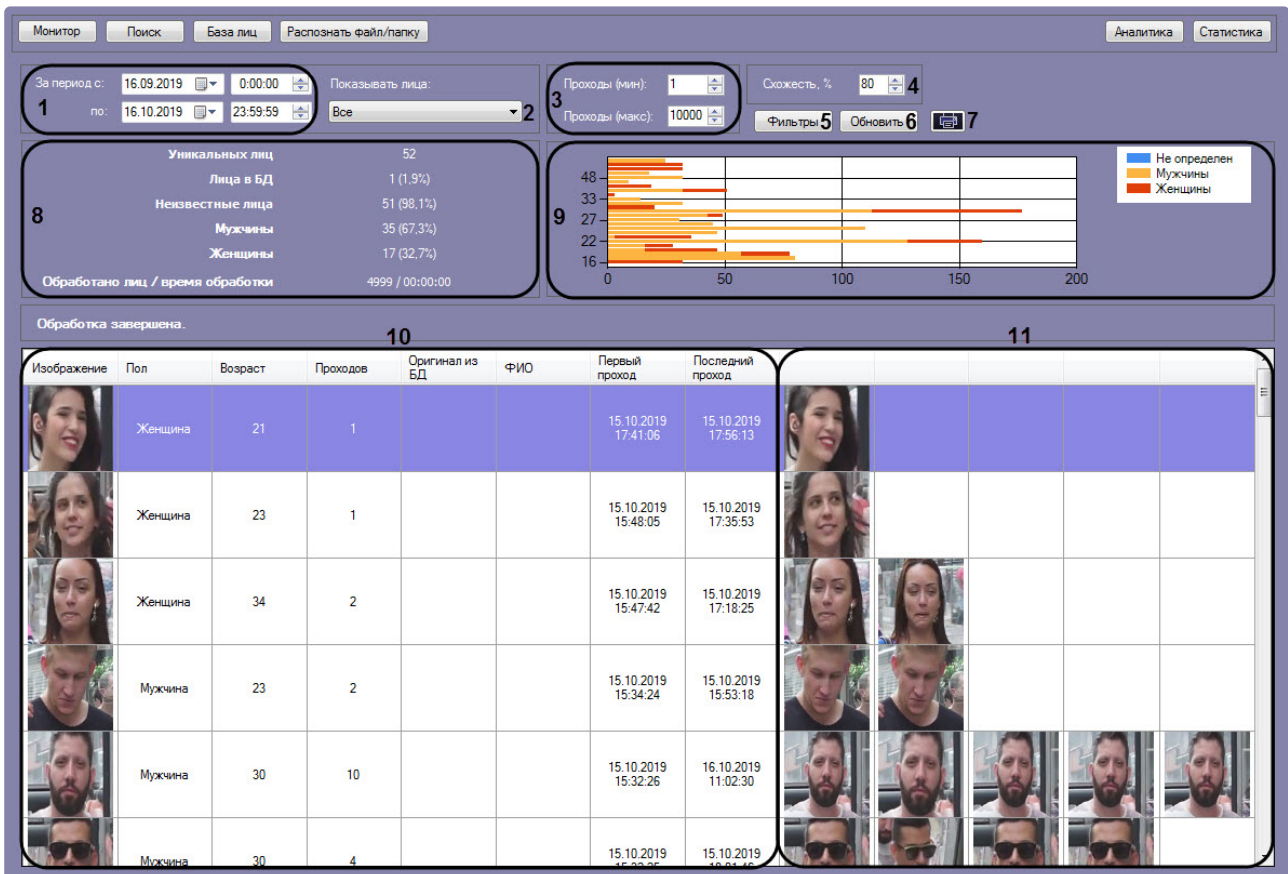 Монитор Поиск База лиц Распознать файл/папку Аналитика Статистика
За период с: 16.09.2019 0:00:00 Показывать лица: Проходы (мин): 1 Схожесть, % 80 4
1 по: 16.10.2019 23:59:59 Все 2 3 Проходы (макс): 10000 Фильтры 5 Обновить 6 7
Уникальных лиц 52
Лица в БД 1 (1,9%)
Неизвестные лица 51 (98,1%)
8
Мужчины 35 (67,3%)
Женщины 17 (32,7%)
Обработано лиц / время обработки 4999 / 00:00:00
9
48
33
27
22
16
0 50 100 150 200
Не определен
Мужчины
Женщины
Обработка завершена.
10 11
Изображение Пол Возраст Проходов Оригинал из БД ФИО Первый проход Последний проход
Женщина 21 1 15.10.2019 17:41:06 15.10.2019 17:56:13
Женщина 23 1 15.10.2019 15:48:05 15.10.2019 17:35:53
Женщина 34 2 15.10.2019 15:47:42 15.10.2019 17:18:25
Мужчина 23 2 15.10.2019 15:34:24 15.10.2019 15:53:18
Мужчина 30 10 15.10.2019 15:32:26 16.10.2019 11:02:30
Мужчина 30 4 15.10.2019 15.10.2019